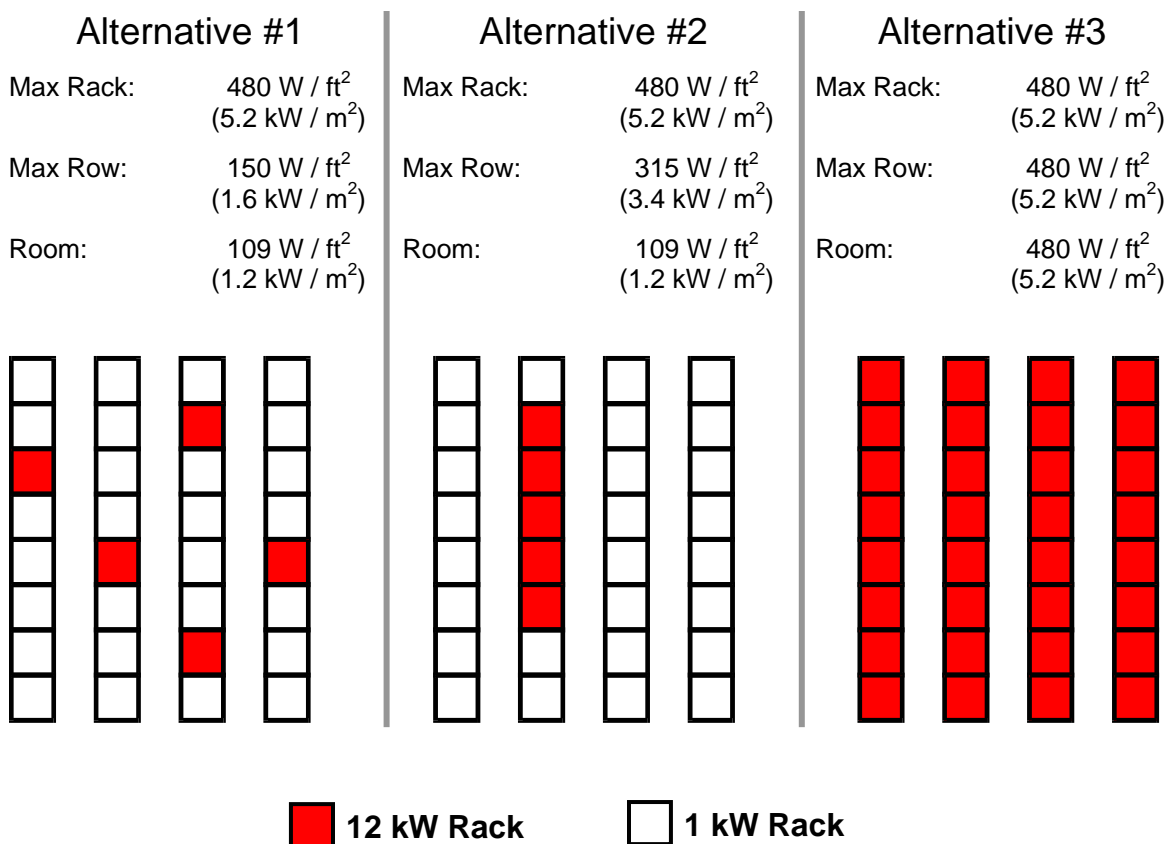 Alternative #1
Max Rack: 480 W / ft²
(5.2 kW / m²)
Max Row: 150 W / ft²
(1.6 kW / m²)
Room: 109 W / ft²
(1.2 kW / m²)
Alternative #2
Max Rack: 480 W / ft²
(5.2 kW / m²)
Max Row: 315 W / ft²
(3.4 kW / m²)
Room: 109 W / ft²
(1.2 kW / m²)
Alternative #3
Max Rack: 480 W / ft²
(5.2 kW / m²)
Max Row: 480 W / ft²
(5.2 kW / m²)
Room: 480 W / ft²
(5.2 kW / m²)
12 kW Rack
1 kW Rack